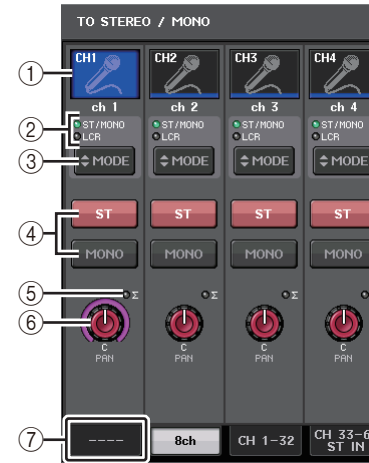 TO STEREO / MONO
CH1 CH2 CH3 CH4
ch 1 ch 2 ch 3 ch 4
ST/MONO ST/MONO ST/MONO ST/MONO
LCR LCR LCR LCR
MODE MODE MODE MODE
ST ST ST ST
MONO MONO MONO MONO
Σ Σ Σ
C C C C
PAN PAN PAN PAN
---- 8ch CH 1-32 CH 33-6
ST IN
1
2
3
4
5
6
7